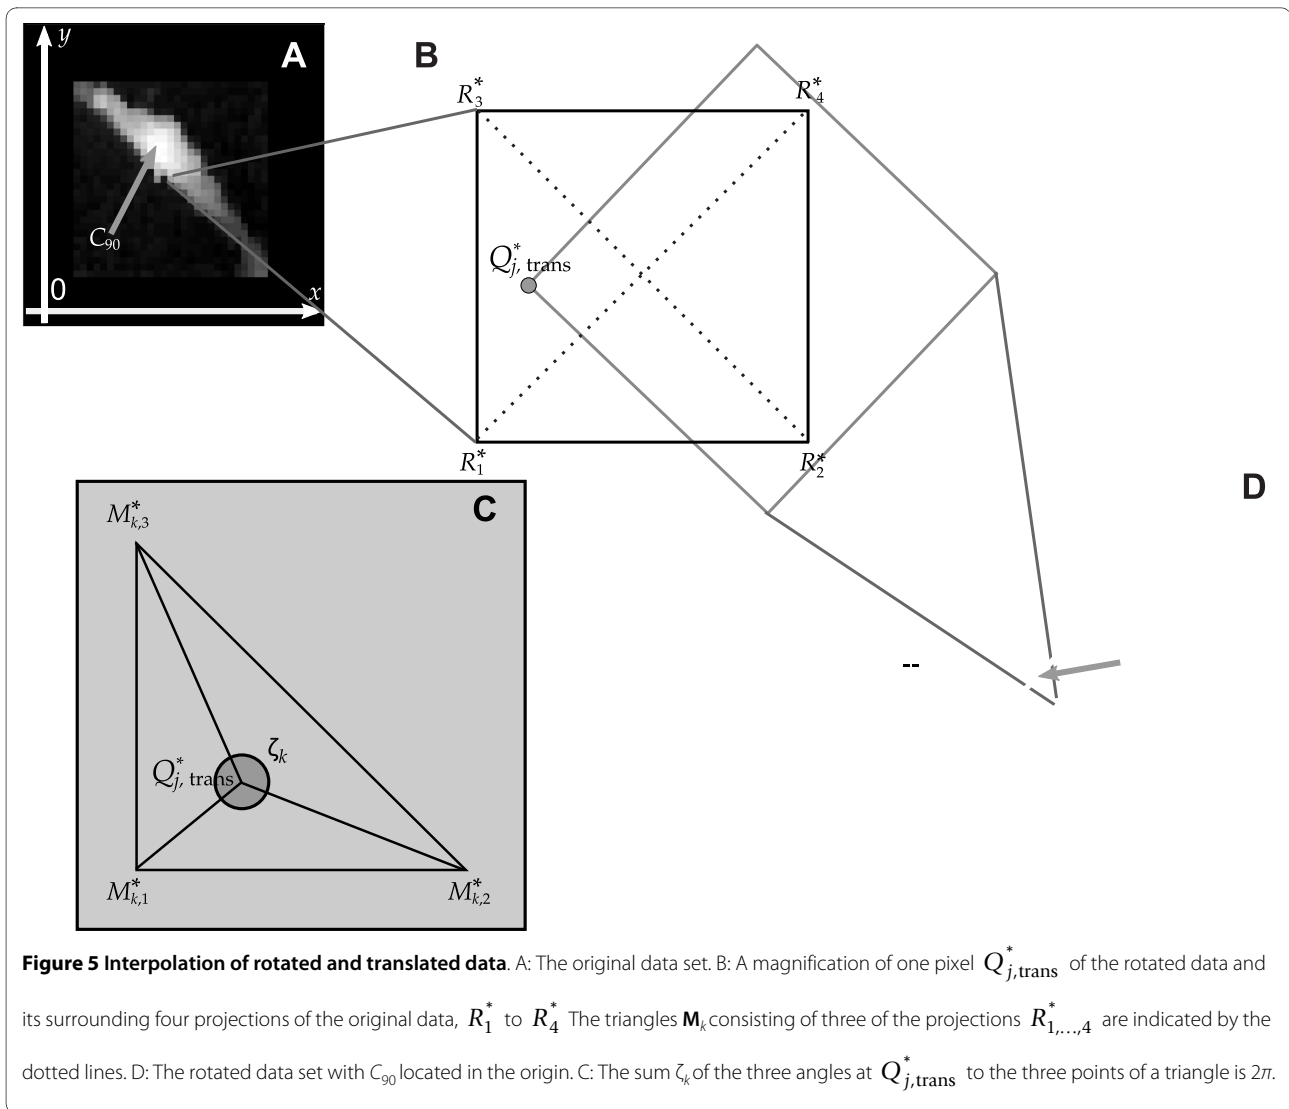 y
A
B
R*3
R*4
C90
Q*j, trans
0
x
R*1
R*2
C
D
M*k,3
--
ζk
Q*j, trans
M*k,1
M*k,2
Figure 5 Interpolation of rotated and translated data. A: The original data set. B: A magnification of one pixel Q*j,trans of the rotated data and
its surrounding four projections of the original data, R*1 to R*4 The triangles Mk consisting of three of the projections R*1,...,4 are indicated by the
dotted lines. D: The rotated data set with C90 located in the origin. C: The sum ζk of the three angles at Q*j,trans to the three points of a triangle is 2π.